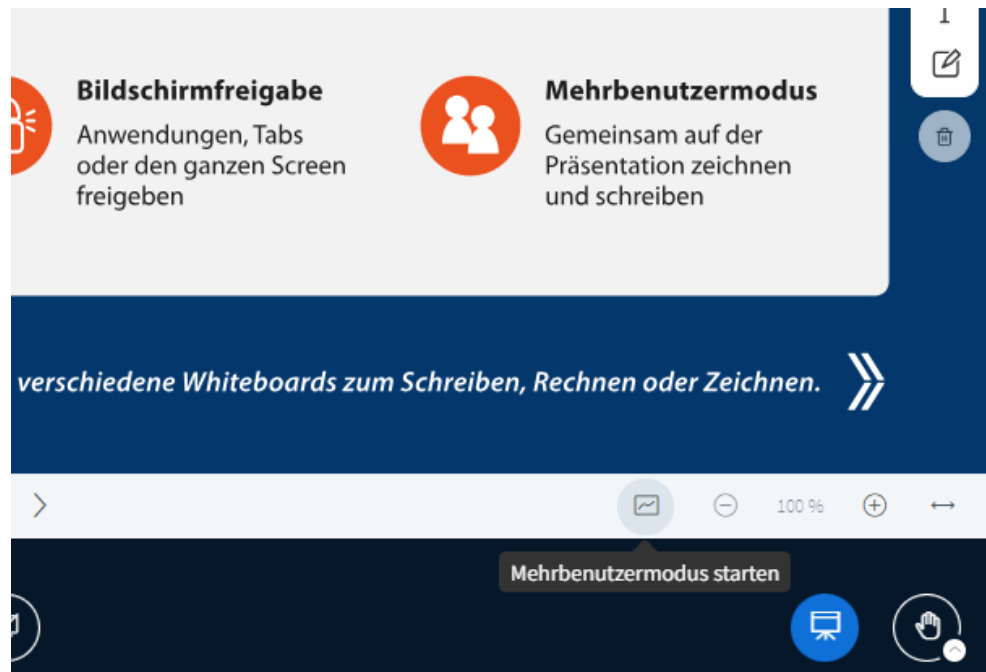 Bildschirmfreigabe
Anwendungen, Tabs
oder den ganzen Screen
freigeben
Mehrbenutzermodus
Gemeinsam auf der
Präsentation zeichnen
und schreiben
verschiedene Whiteboards zum Schreiben, Rechnen oder Zeichnen.
100 %
Mehrbenutzermodus starten